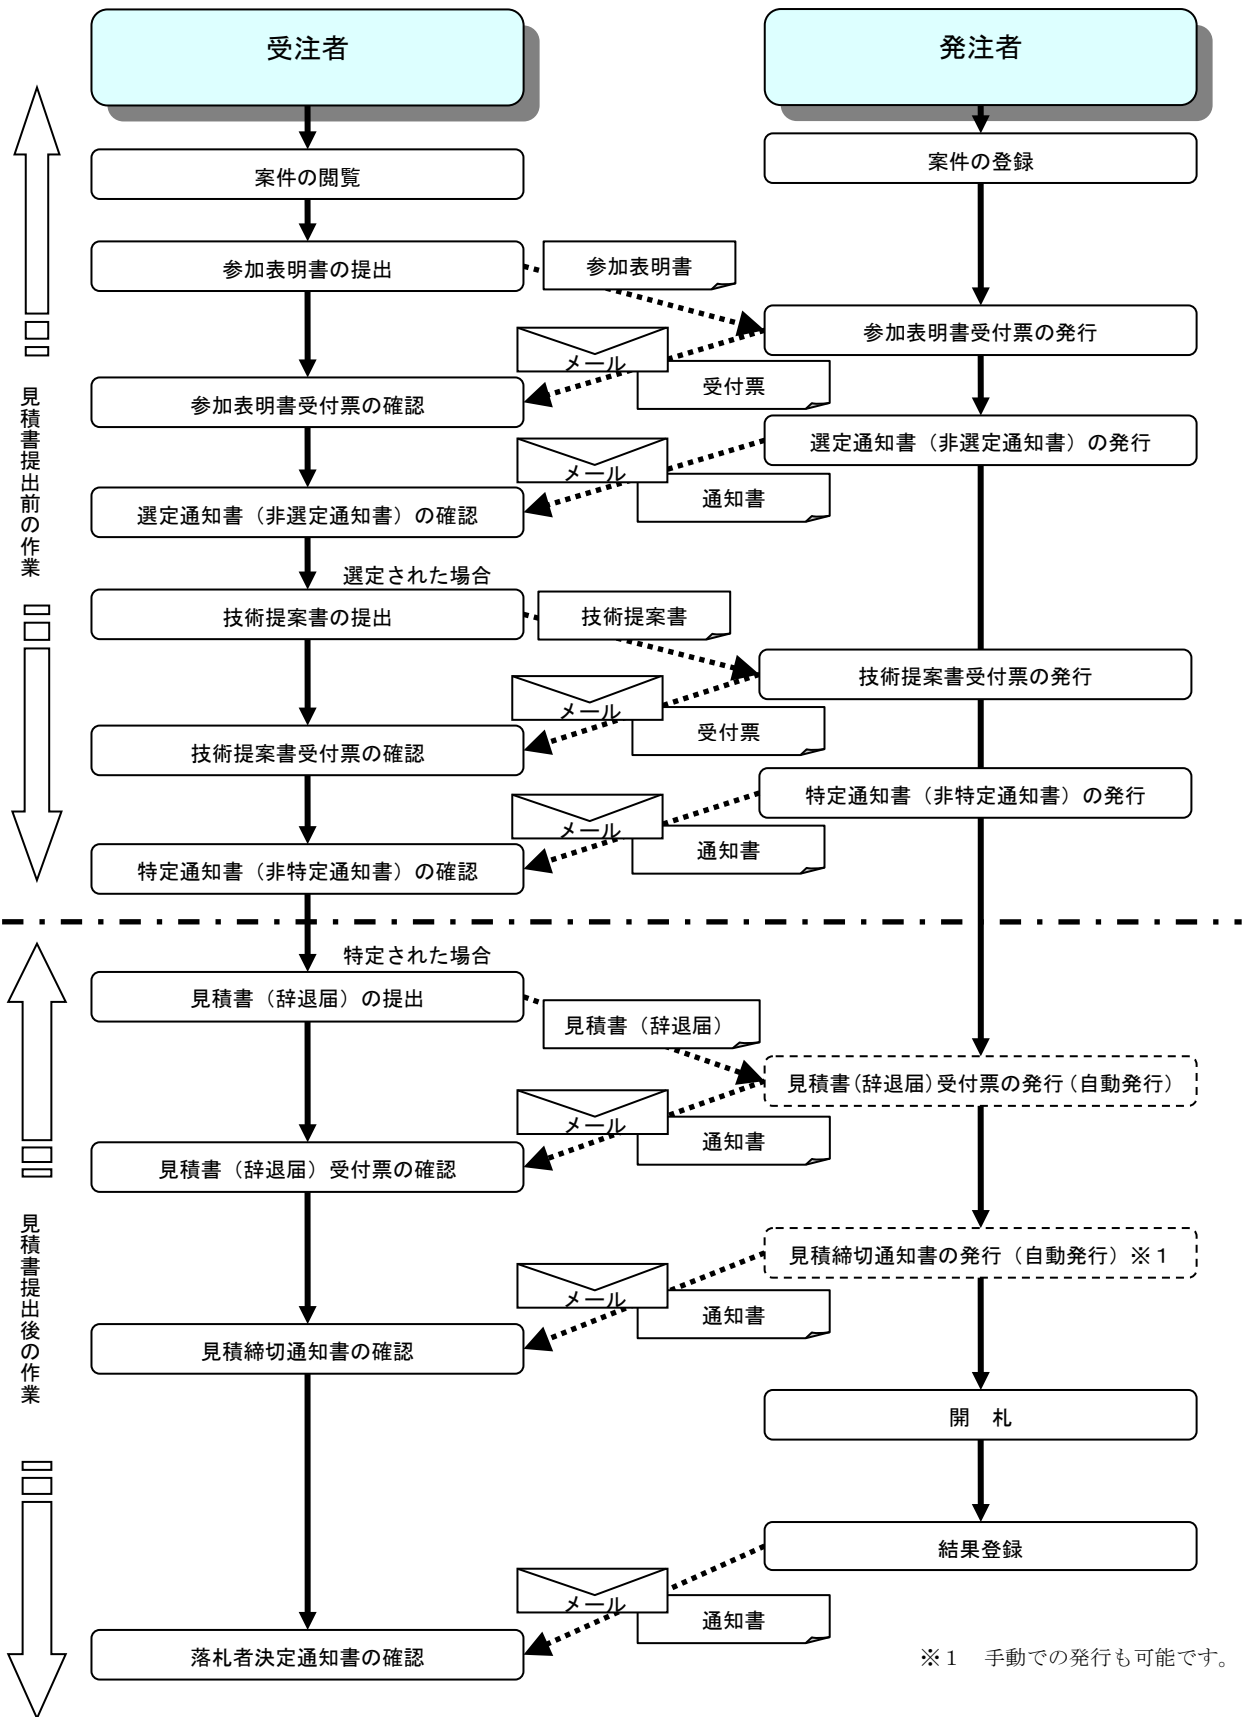 受注者
発注者
案件の閲覧
案件の登録
参加表明書の提出
参加表明書
参加表明書受付票の発行
メール
受付票
参加表明書受付票の確認
選定通知書（非選定通知書）の発行
メール
通知書
選定通知書（非選定通知書）の確認
選定された場合
技術提案書の提出
技術提案書
技術提案書受付票の発行
メール
受付票
技術提案書受付票の確認
特定通知書（非特定通知書）の発行
メール
通知書
特定通知書（非特定通知書）の確認
見積書提出前の作業
特定された場合
見積書（辞退届）の提出
見積書（辞退届）
見積書（辞退届）受付票の発行（自動発行）
メール
通知書
見積書（辞退届）受付票の確認
見積締切通知書の発行（自動発行）※１
メール
通知書
見積締切通知書の確認
見積書提出後の作業
開　札
結果登録
メール
通知書
落札者決定通知書の確認
※１　手動での発行も可能です。